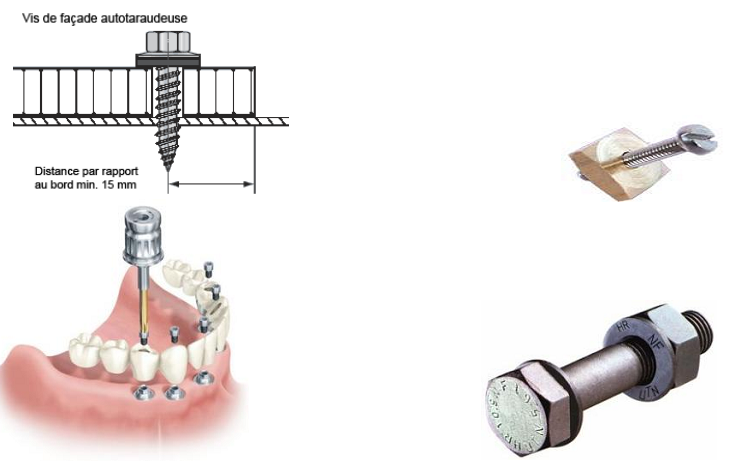 Vis de façade autotaraudeuse
Distance par rapport
au bord min. 15 mm
HR
NF